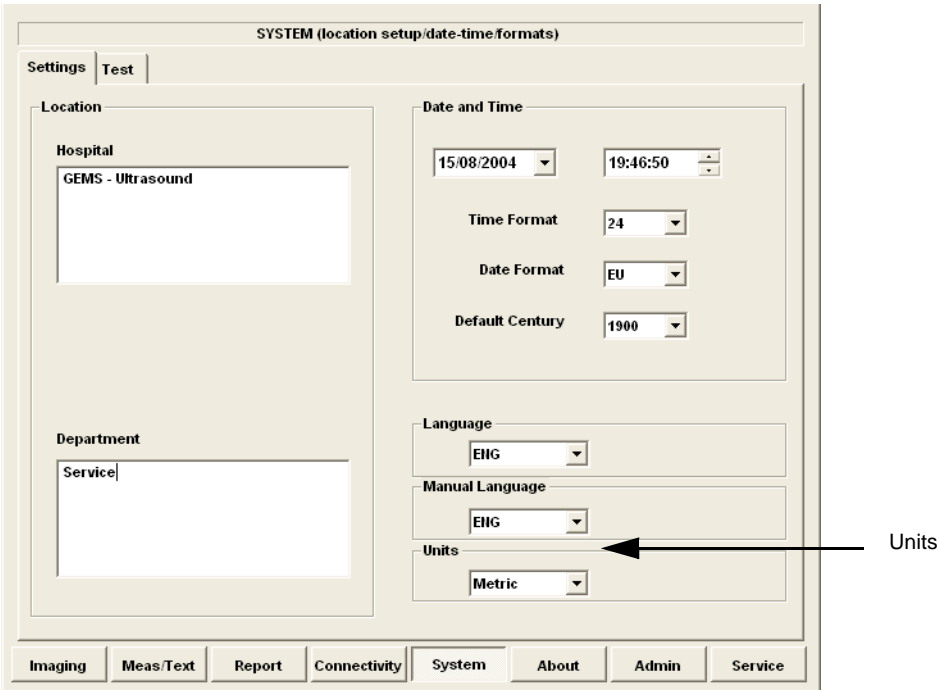 SYSTEM (location setup/date-time/formats)
Settings
Test
Location
Hospital
GEMS - Ultrasound
Department
Service
Date and Time
15/08/2004
19:46:50
Time Format
24
Date Format
EU
Default Century
1900
Language
ENG
Manual Language
ENG
Units
Metric
Units
Imaging
Meas/Text
Report
Connectivity
System
About
Admin
Service